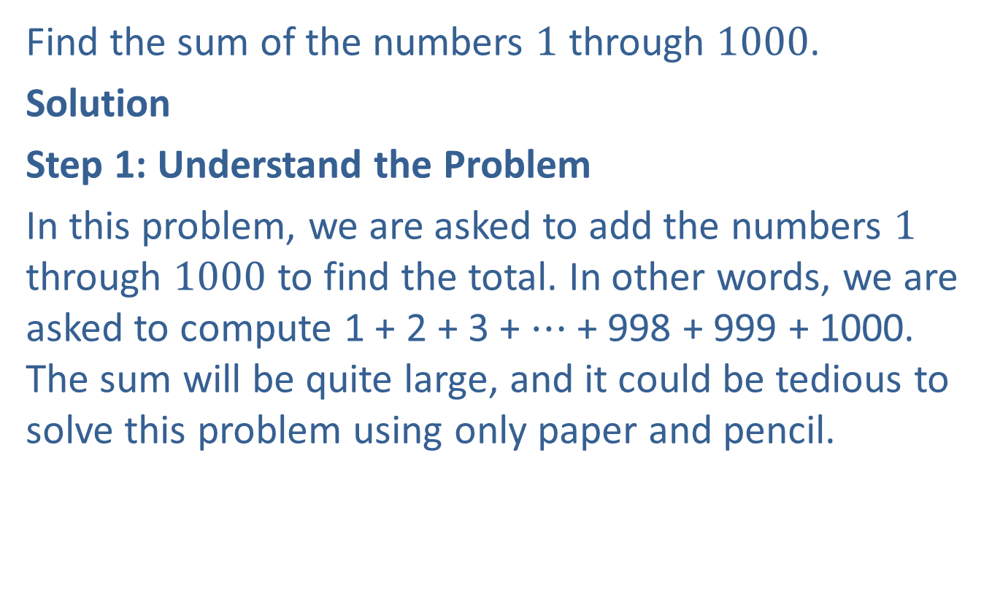 Find the sum of the numbers 1 through 1000.
Solution
Step 1: Understand the Problem
In this problem, we are asked to add the numbers 1
through 1000 to find the total. In other words, we are
asked to compute 1 + 2 + 3 + ⋯ + 998 + 999 + 1000.
The sum will be quite large, and it could be tedious to
solve this problem using only paper and pencil.